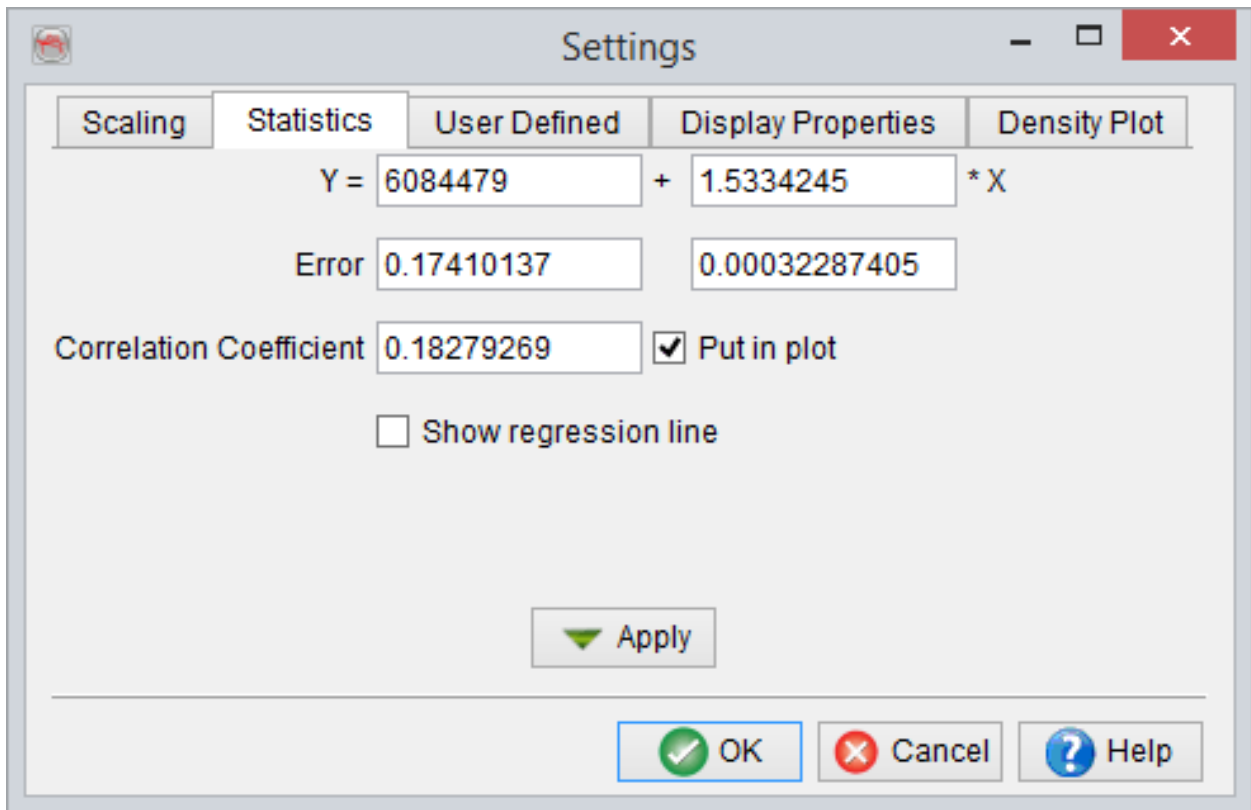 Settings
Scaling Statistics User Defined Display Properties Density Plot
Y = 6084479 + 1.5334245 * X
Error 0.17410137 0.00032287405
Correlation Coefficient 0.18279269 Put in plot
Show regression line
Apply
OK Cancel Help